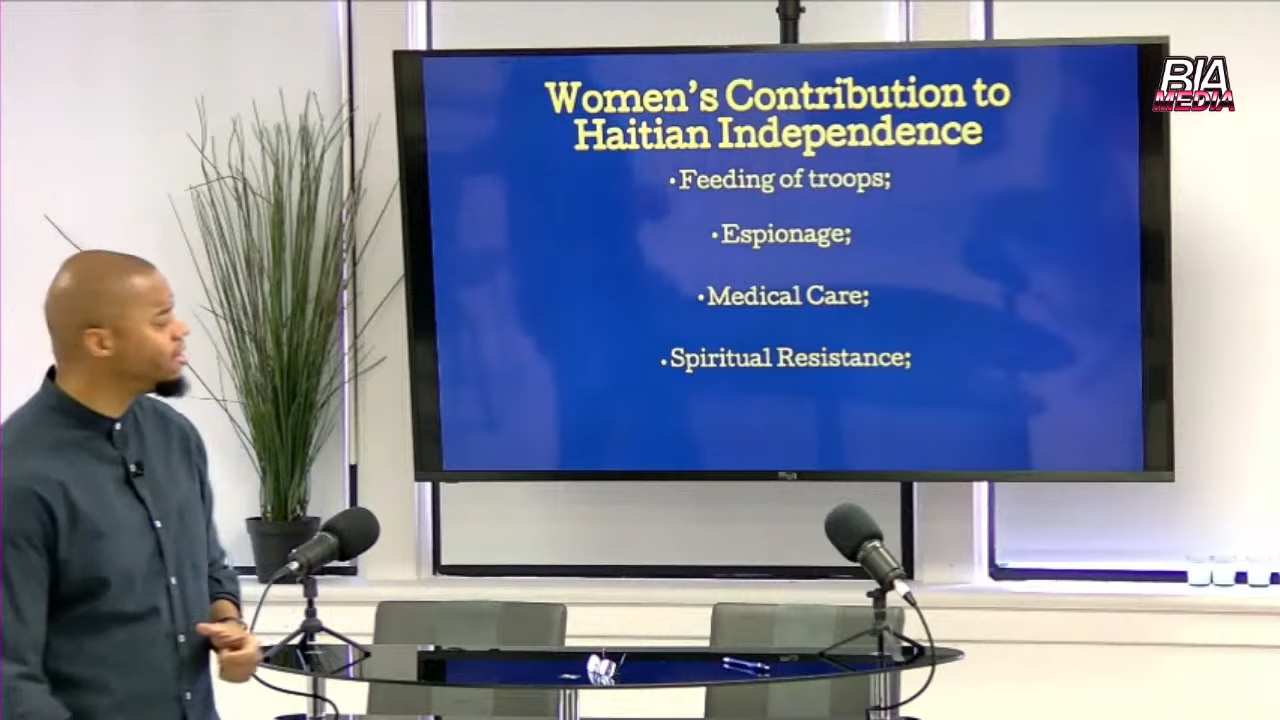 BIA
MEDIA
Women's Contribution to
Haitian Independence
•Feeding of troops;
•Espionage;
•Medical Care;
•Spiritual Resistance;